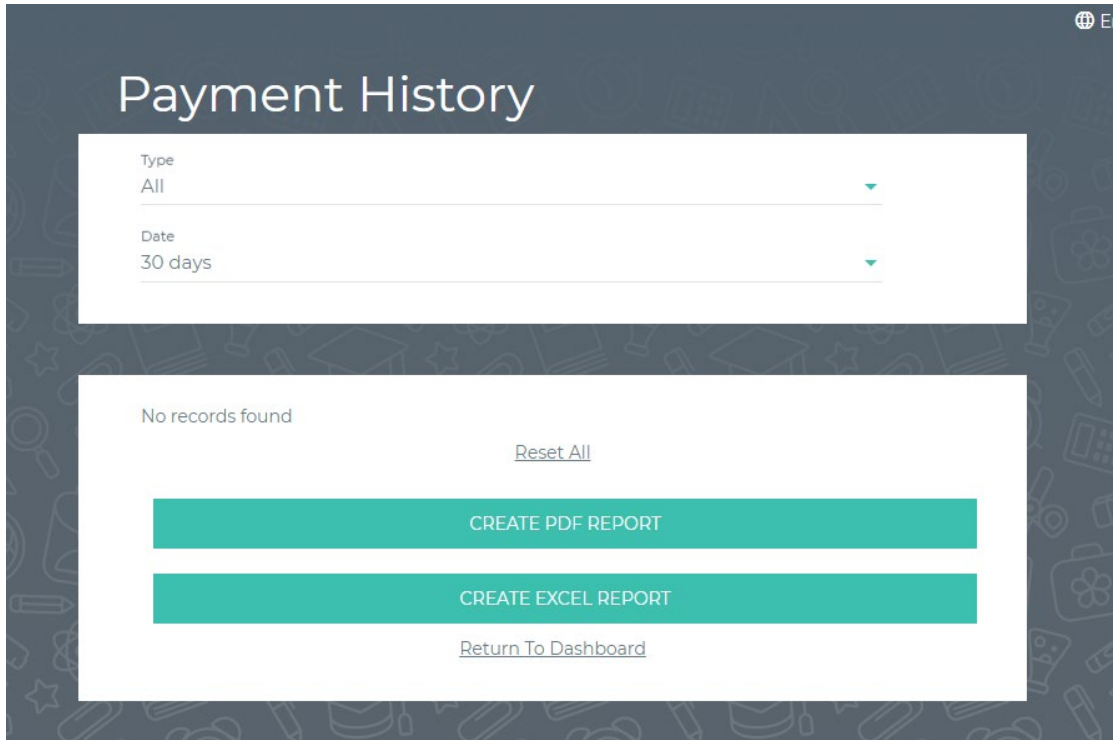 Payment History
Type
All
Date
30 days
No records found
Reset All
CREATE PDF REPORT
CREATE EXCEL REPORT
Return To Dashboard